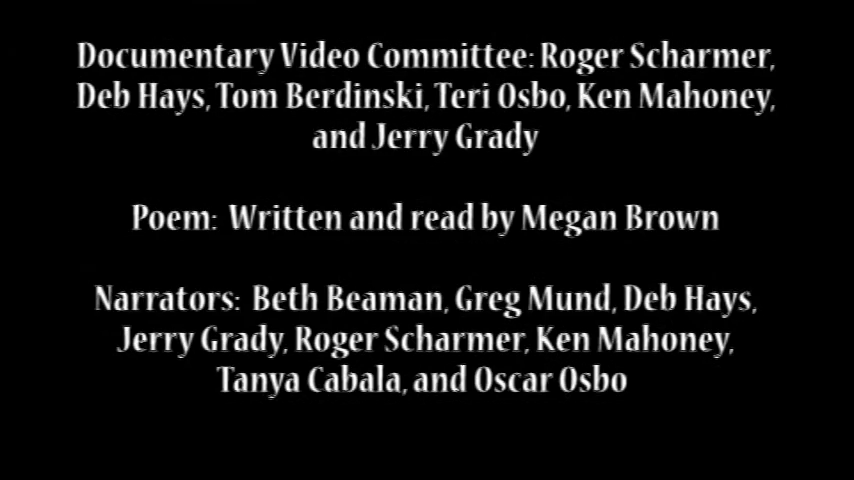 Documentary Video Committee: Roger Scharmer,
Deb Hays, Tom Berdinski, Teri Osbo, Ken Mahoney,
and Jerry Grady
Poem: Written and read by Megan Brown
Narrators: Beth Beaman, Greg Mund, Deb Hays,
Jerry Grady, Roger Scharmer, Ken Mahoney,
Tanya Cabala, and Oscar Osbo